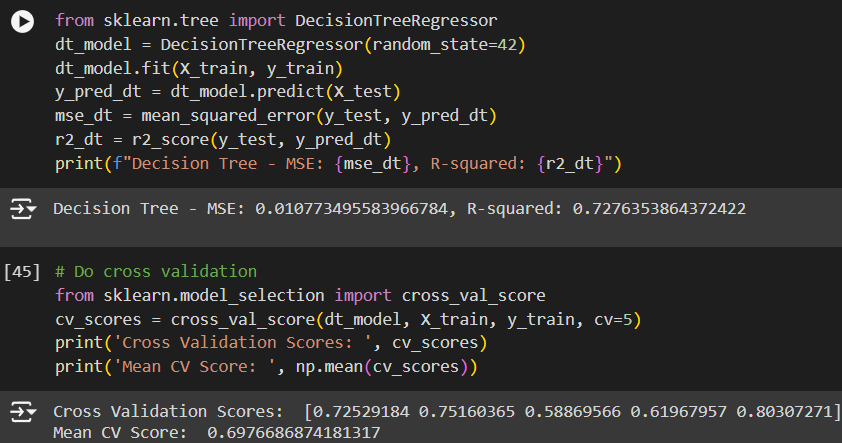 from sklearn.tree import DecisionTreeRegressor
dt_model = DecisionTreeRegressor(random_state=42)
dt_model.fit(X_train, y_train)
y_pred_dt = dt_model.predict(X_test)
mse_dt = mean_squared_error(y_test, y_pred_dt)
r2_dt = r2_score(y_test, y_pred_dt)
print(f"Decision Tree - MSE: {mse_dt}, R-squared: {r2_dt}")
Decision Tree - MSE: 0.010773495583966784, R-squared: 0.7276353864372422
[45] # Do cross validation
from sklearn.model_selection import cross_val_score
cv_scores = cross_val_score(dt_model, X_train, y_train, cv=5)
print('Cross Validation Scores: ', cv_scores)
print('Mean CV Score: ', np.mean(cv_scores))
Cross Validation Scores:  [0.72529184 0.75160365 0.58869566 0.61967957 0.80307271]
Mean CV Score:  0.6976686874181317